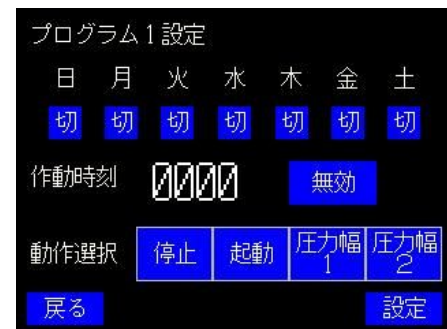 プログラム1設定
日 月 火 水 木 金 土
切 切 切 切 切 切 切
作動時刻 0000 無効
動作選択 停止 起動 圧力幅1 圧力幅2
戻る 設定